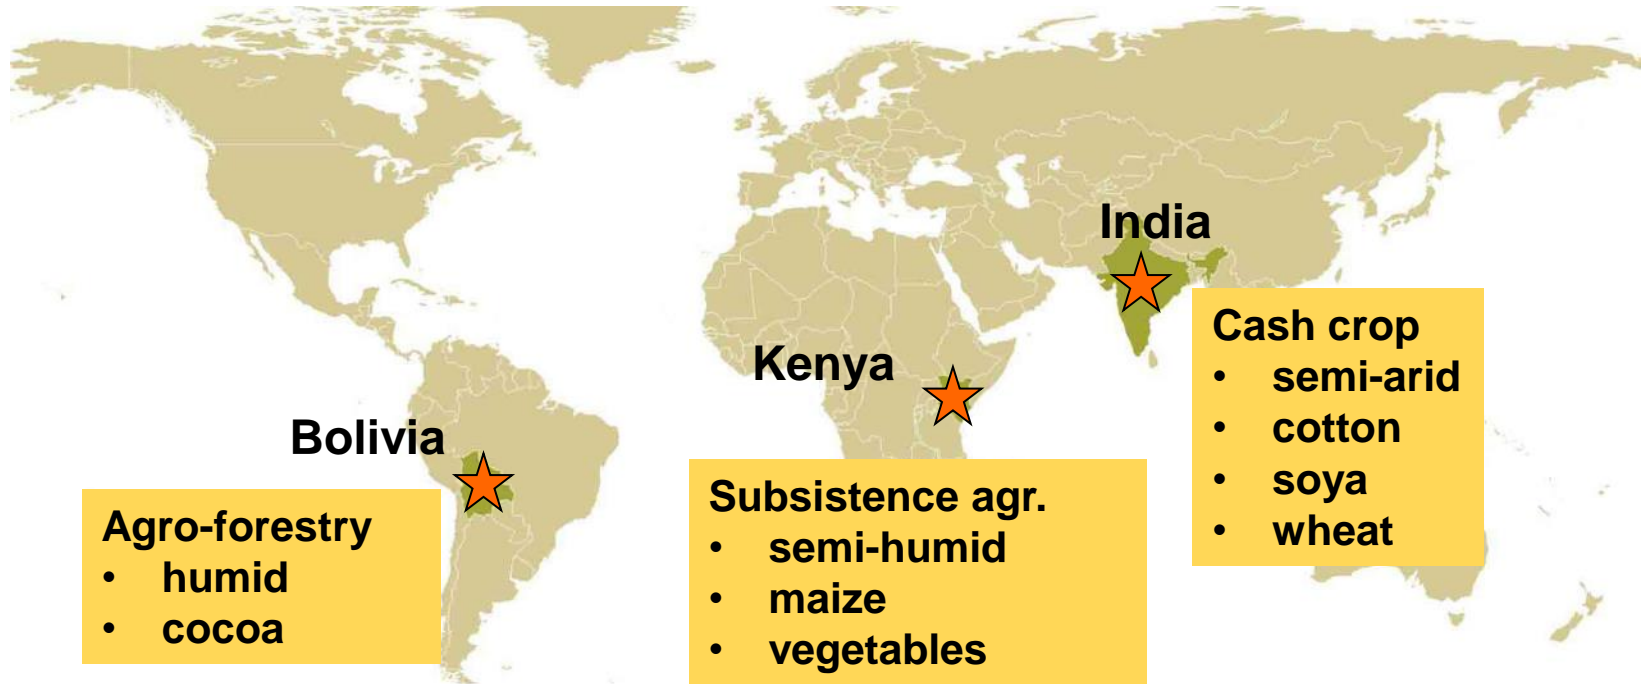 India
Cash crop
• semi-arid
• cotton
• soya
• wheat
Kenya
Subsistence agr.
• semi-humid
• maize
• vegetables
Bolivia
Agro-forestry
• humid
• cocoa